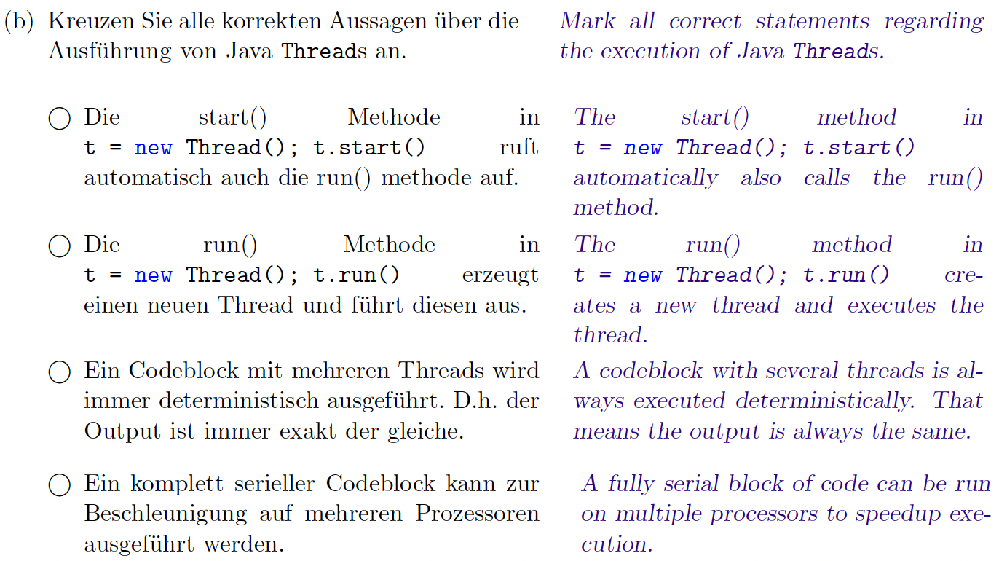 (b) Kreuzen Sie alle korrekten Aussagen über die
Ausführung von Java Threads an.
Mark all correct statements regarding
the execution of Java Threads.
Die start() Methode in
t = new Thread(); t.start() ruft
automatisch auch die run() methode auf.
The start() method in
t = new Thread(); t.start()
automatically also calls the run()
method.
Die run() Methode in
t = new Thread(); t.run() erzeugt
einen neuen Thread und führt diesen aus.
The run() method in
t = new Thread(); t.run() cre-
ates a new thread and executes the
thread.
Ein Codeblock mit mehreren Threads wird
immer deterministisch ausgeführt. D.h. der
Output ist immer exakt der gleiche.
A codeblock with several threads is al-
ways executed deterministically. That
means the output is always the same.
Ein komplett serieller Codeblock kann zur
Beschleunigung auf mehreren Prozessoren
ausgeführt werden.
A fully serial block of code can be run
on multiple processors to speedup exe-
cution.